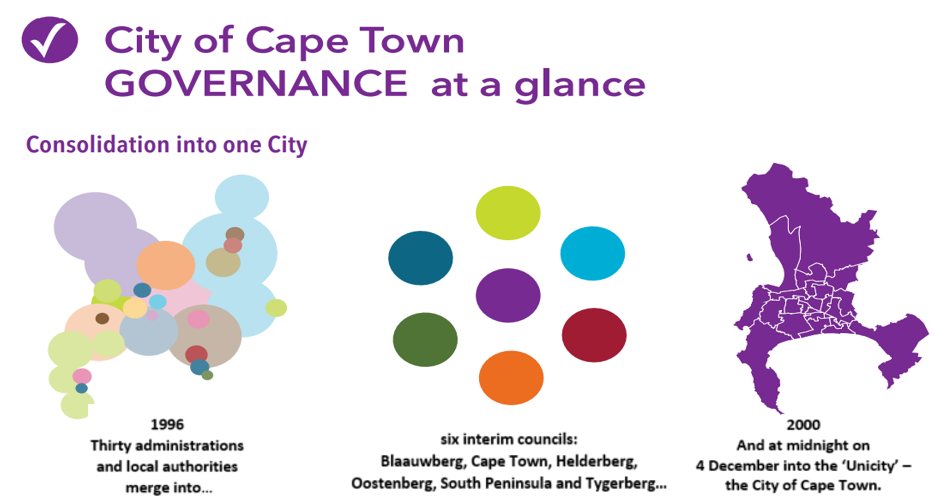 City of Cape Town
GOVERNANCE at a glance
Consolidation into one City
1996
Thirty administrations
and local authorities
merge into...
six interim councils:
Blaauwberg, Cape Town, Helderberg,
Oostenberg, South Peninsula and Tygerberg...
2000
And at midnight on
4 December into the ‘Unicity’ –
the City of Cape Town.